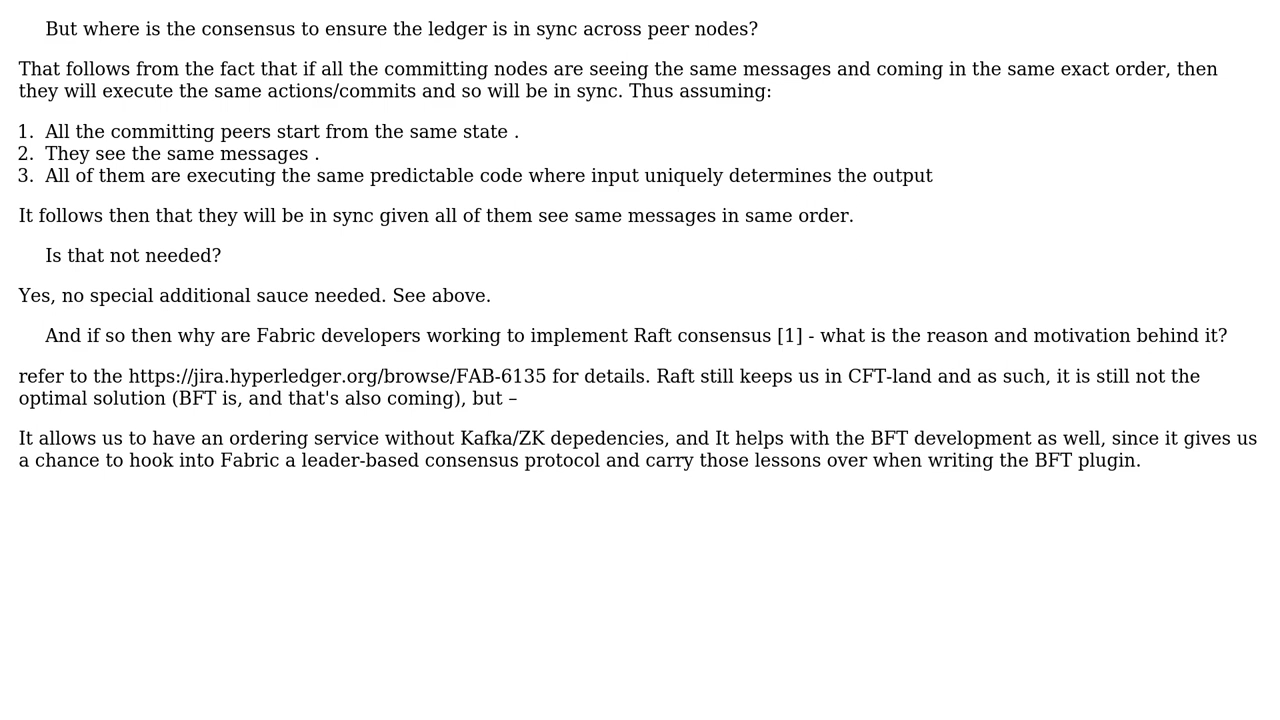 But where is the consensus to ensure the ledger is in sync across peer nodes?
That follows from the fact that if all the committing nodes are seeing the same messages and coming in the same exact order, then
they will execute the same actions/commits and so will be in sync. Thus assuming:
1. All the committing peers start from the same state .
2. They see the same messages .
3. All of them are executing the same predictable code where input uniquely determines the output
It follows then that they will be in sync given all of them see same messages in same order.
Is that not needed?
Yes, no special additional sauce needed. See above.
And if so then why are Fabric developers working to implement Raft consensus [1] - what is the reason and motivation behind it?
refer to the https://jira.hyperledger.org/browse/FAB-6135 for details. Raft still keeps us in CFT-land and as such, it is still not the
optimal solution (BFT is, and that's also coming), but –
It allows us to have an ordering service without Kafka/ZK depedencies, and It helps with the BFT development as well, since it gives us
a chance to hook into Fabric a leader-based consensus protocol and carry those lessons over when writing the BFT plugin.